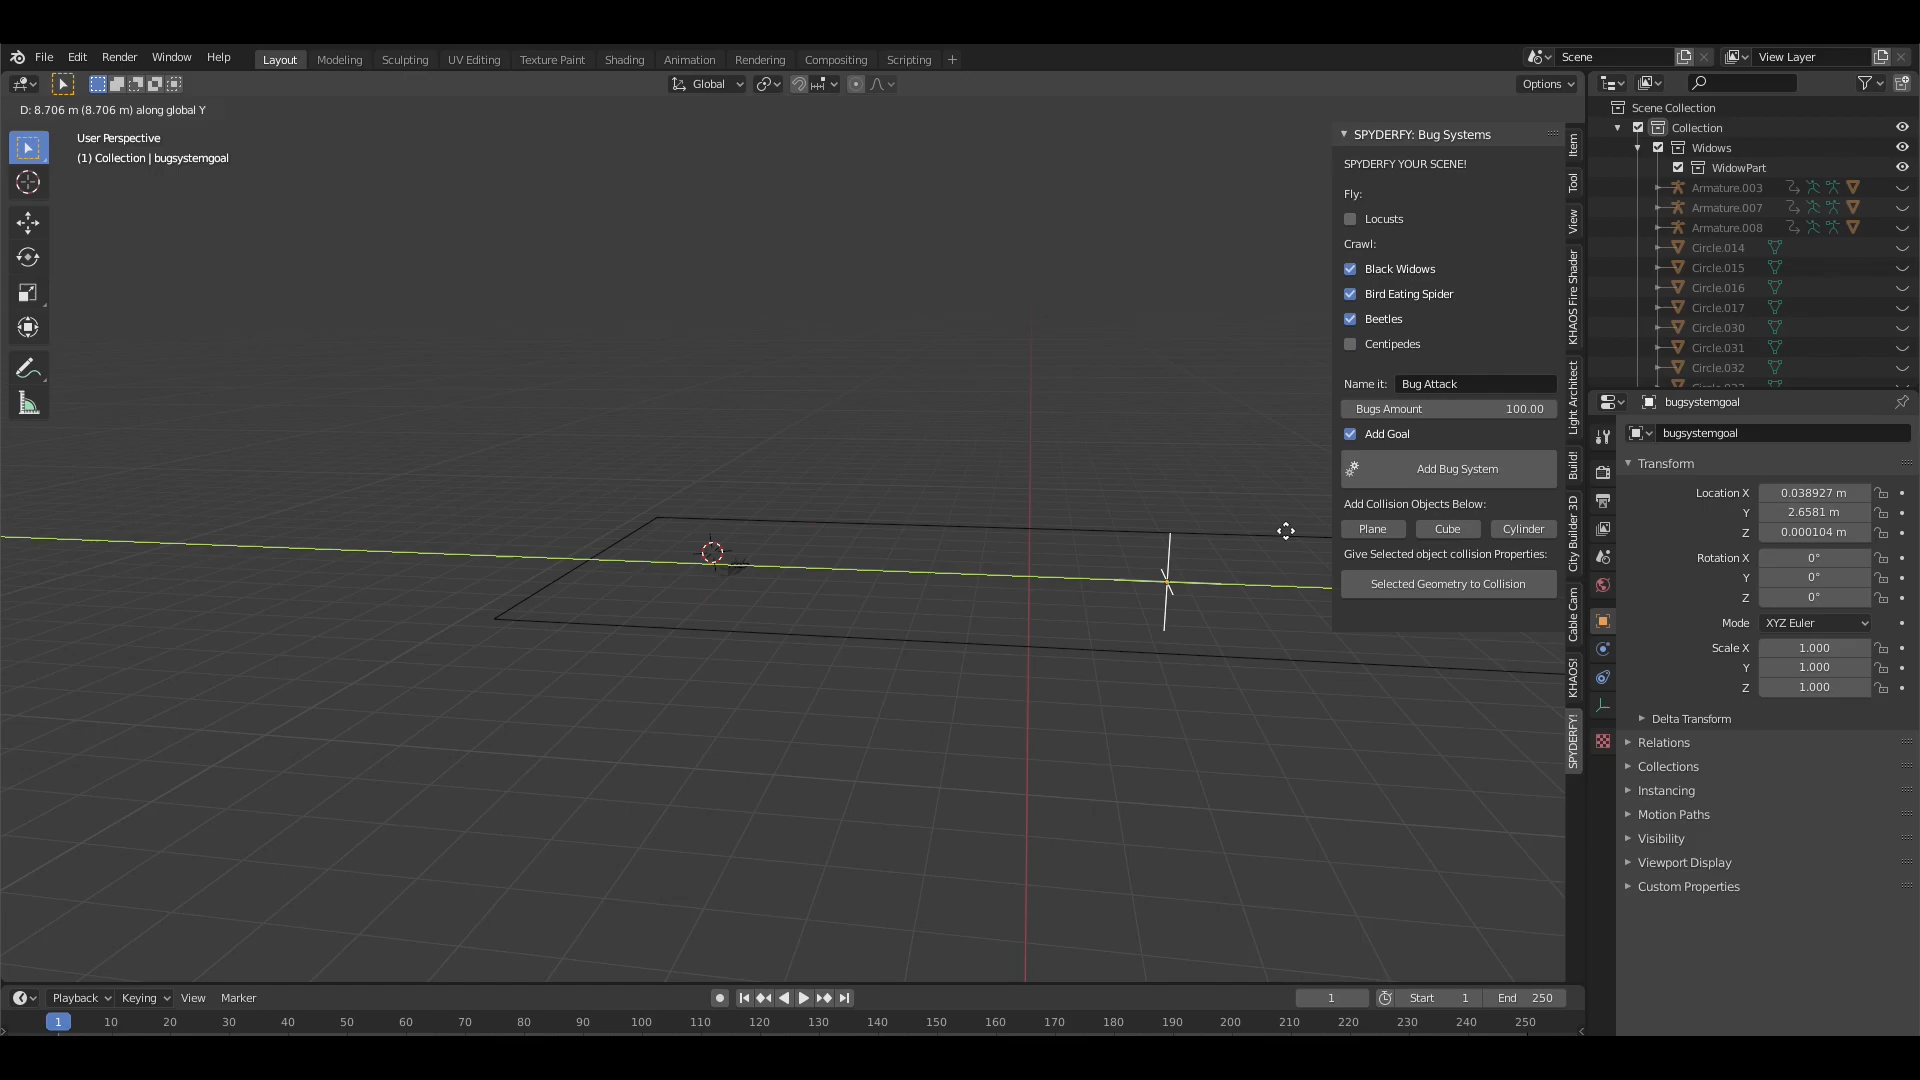 File Edit Render Window Help Layout Modeling Sculpting UV Editing Texture Paint Shading Animation Rendering Compositing Scripting + Scene View Layer
Global Options
D: 8.706 m (8.706 m) along global Y
User Perspective
(1) Collection | bugsystemgoal
SPYDERFY: Bug Systems
SPYDERFY YOUR SCENE!
Fly:
Locusts
Crawl:
Black Widows
Bird Eating Spider
Beetles
Centipedes
Name it: Bug Attack
Bugs Amount 100.00
Add Goal
Add Bug System
Add Collision Objects Below:
Plane Cube Cylinder
Give Selected object collision Properties:
Selected Geometry to Collision
Item
Tool
View
KHAOS Fire Shader
Light Architect
Build!
City Builder 3D
Cable Cam
KHAOS!
SPYDERFY!
Scene Collection
Collection
Widows
WidowPart
Armature.003
Armature.007
Armature.008
Circle.014
Circle.015
Circle.016
Circle.017
Circle.030
Circle.031
Circle.032
bugsystemgoal
bugsystemgoal
Transform
Location X 0.038927 m
Y 2.6581 m
Z 0.000104 m
Rotation X 0°
Y 0°
Z 0°
Mode XYZ Euler
Scale X 1.000
Y 1.000
Z 1.000
Delta Transform
Relations
Collections
Instancing
Motion Paths
Visibility
Viewport Display
Custom Properties
Playback Keying View Marker 1 Start 1 End 250
1 10 20 30 40 50 60 70 80 90 100 110 120 130 140 150 160 170 180 190 200 210 220 230 240 250